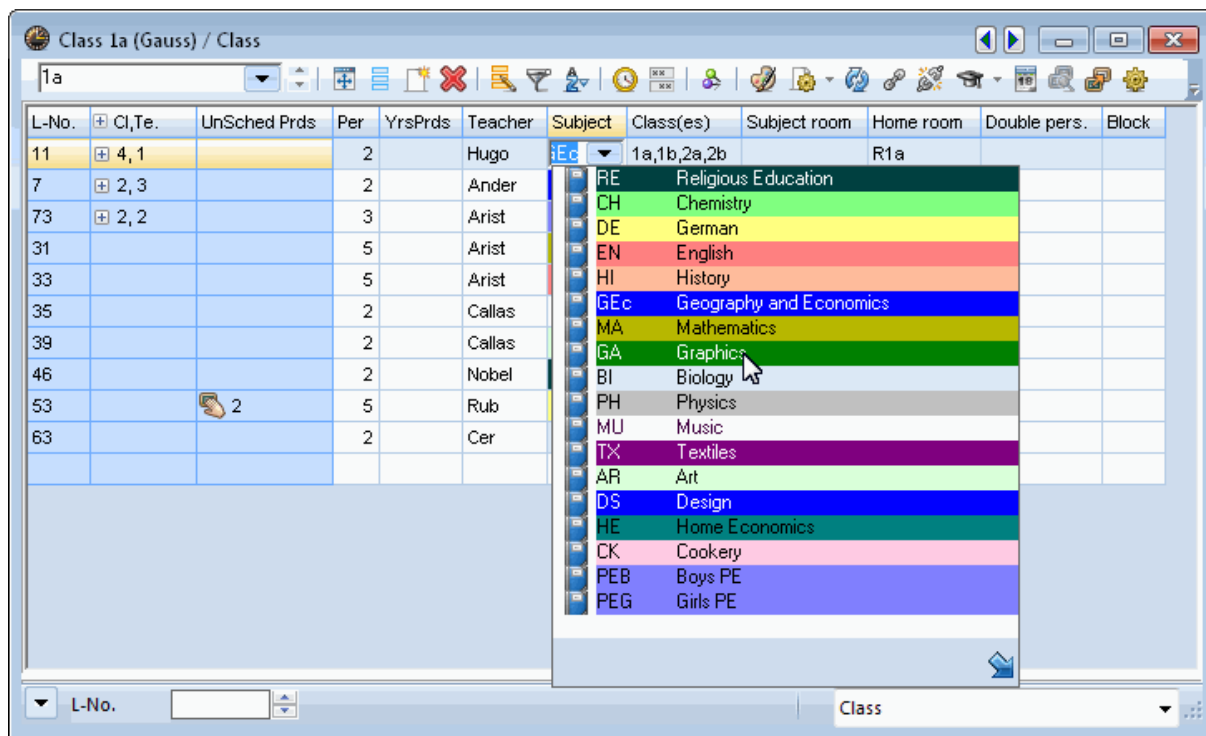 Class 1a (Gauss) / Class
1a
L-No. Cl,Te. UnSched Prds Per YrsPrds Teacher Subject Class(es) Subject room Home room Double pers. Block
11 4, 1 2 Hugo GEc 1a,1b,2a,2b R1a
7 2, 3 2 Ander
73 2, 2 3 Arist
31 5 Arist
33 5 Arist
35 2 Callas
39 2 Callas
46 2 Nobel
53 2 5 Rub
63 2 Cer
RE Religious Education
CH Chemistry
DE German
EN English
HI History
GEc Geography and Economics
MA Mathematics
GA Graphics
BI Biology
PH Physics
MU Music
TX Textiles
AR Art
DS Design
HE Home Economics
CK Cookery
PEB Boys PE
PEG Girls PE
L-No.
Class